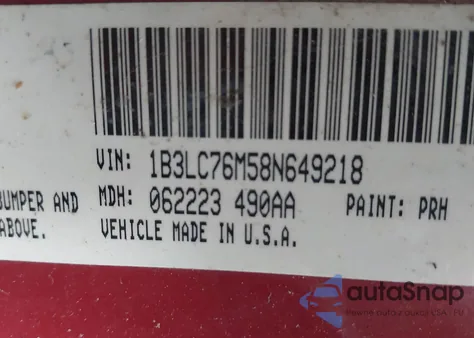 VIN: 1B3LC76M58N649218
BUMPER AND MDH: 062223 490AA PAINT: PRH
ABOVE. VEHICLE MADE IN U.S.A.
autoSnap